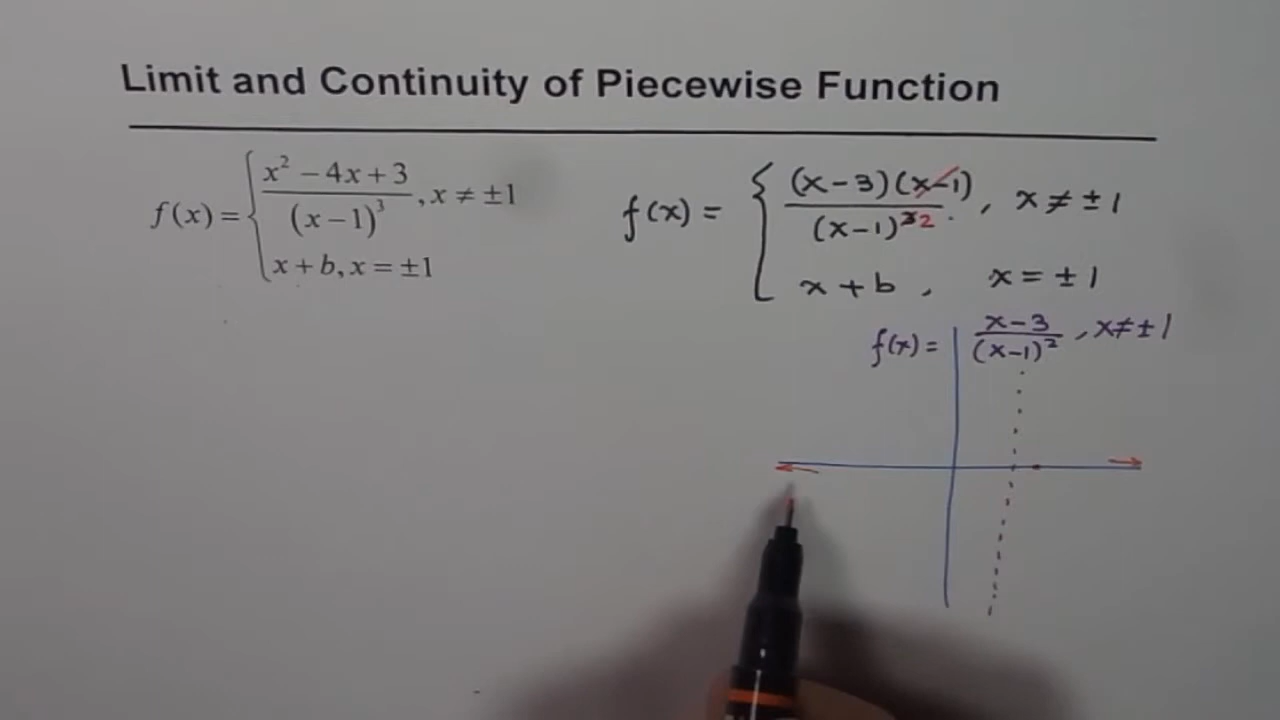 Limit and Continuity of Piecewise Function
f(x) = { (x² − 4x + 3)/(x − 1)³, x ≠ ±1
x + b, x = ±1
f(x) = { (x − 3)(x − 1)/(x − 1)³ 2, x ≠ ± 1
x + b, x = ± 1
f(x) = (x − 3)/(x − 1)², x ≠ ± 1